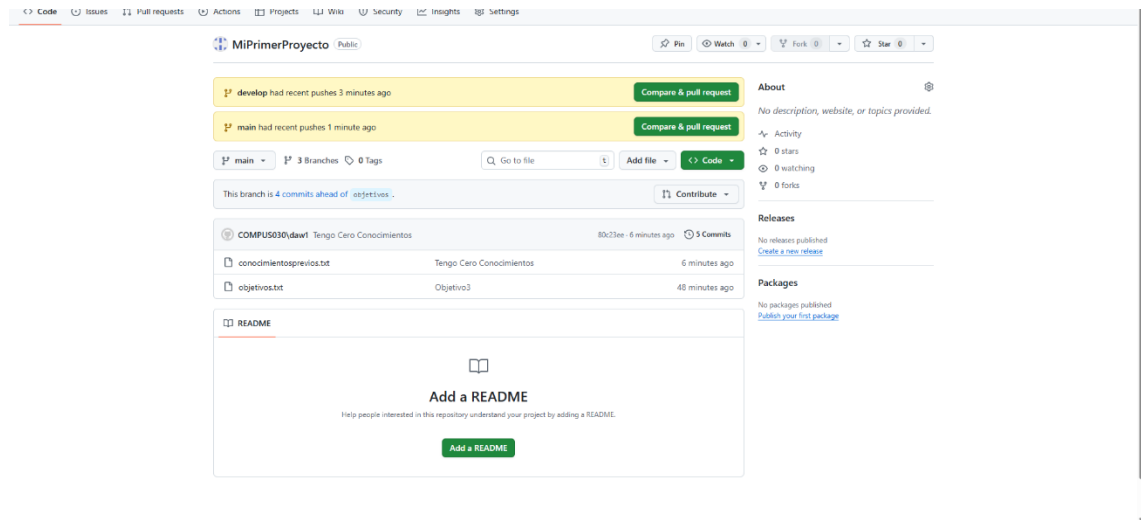 <> Code Issues Pull requests Actions Projects Wiki Security Insights Settings
MiPrimerProyecto Public Pin Watch 0 Fork 0 Star 0
develop had recent pushes 3 minutes ago Compare & pull request
main had recent pushes 1 minute ago Compare & pull request
main 3 Branches 0 Tags Go to file t Add file <> Code
This branch is 4 commits ahead of objetivos .
Contribute
COMPUS030\daw1 Tengo Cero Conocimientos 80c23ee · 6 minutes ago 5 Commits
conocimientosprevios.txt Tengo Cero Conocimientos 6 minutes ago
objetivos.txt Objetivo3 48 minutes ago
README
Add a README
Help people interested in this repository understand your project by adding a README.
Add a README
About
No description, website, or topics provided.
Activity
0 stars
0 watching
0 forks
Releases
No releases published
Create a new release
Packages
No packages published
Publish your first package